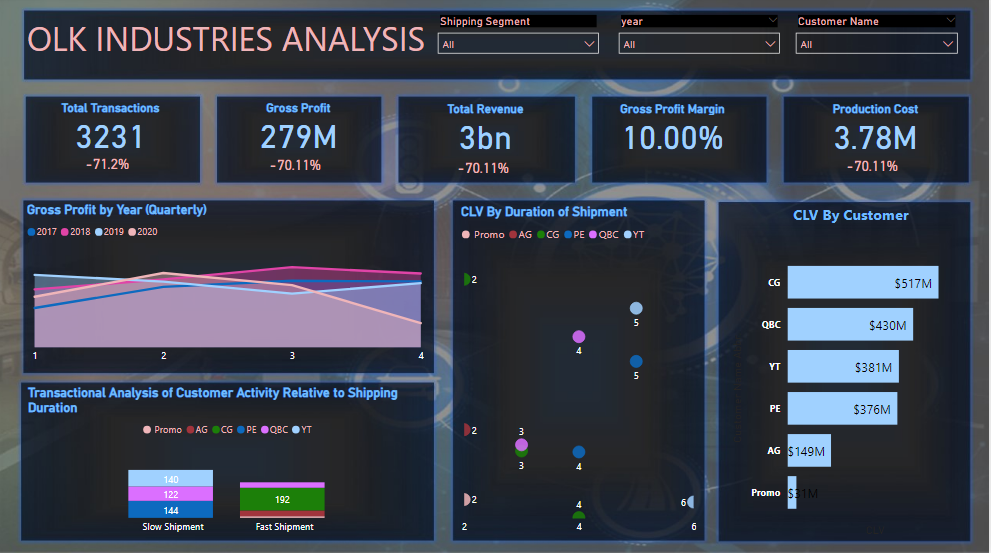 OLK INDUSTRIES ANALYSIS
Shipping Segment
All
year
All
Customer Name
All
Total Transactions
3231
-71.2%
Gross Profit
279M
-70.11%
Total Revenue
3bn
-70.11%
Gross Profit Margin
10.00%
Production Cost
3.78M
-70.11%
Gross Profit by Year (Quarterly)
2017 2018 2019 2020
1 2 3 4
Transactional Analysis of Customer Activity Relative to Shipping
Duration
Promo AG CG PE QBC YT
140
122
144
192
Slow Shipment Fast Shipment
CLV By Duration of Shipment
Promo AG CG PE QBC YT
2
5
4
5
2
3
3
4
2
4
6
2 4 6
CLV By Customer
CG $517M
QBC $430M
YT $381M
PE $376M
AG $149M
Promo $31M